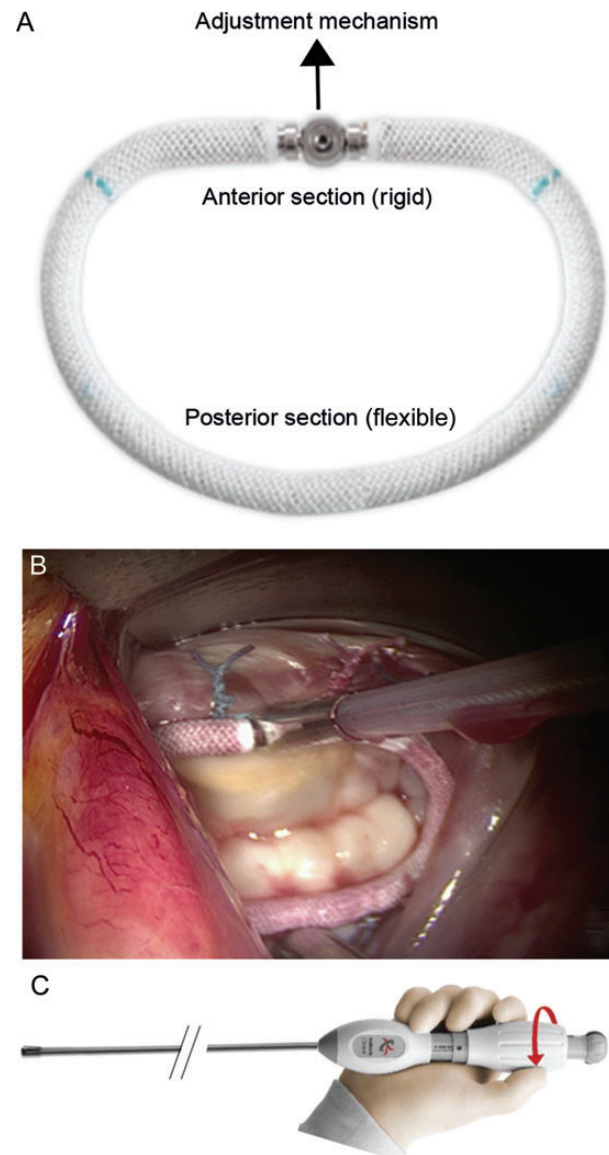 A
Adjustment mechanism
Anterior section (rigid)
Posterior section (flexible)
B
C